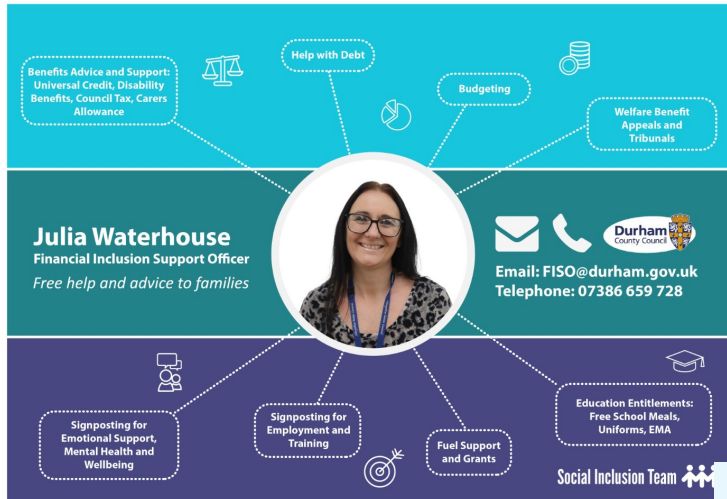 Benefits Advice and Support:
Universal Credit, Disability
Benefits, Council Tax, Carers
Allowance
Help with Debt
Budgeting
Welfare Benefit
Appeals and
Tribunals
Julia Waterhouse
Financial Inclusion Support Officer
Free help and advice to families
Durham
County Council
Email: FISO@durham.gov.uk
Telephone: 07386 659 728
Signposting for
Emotional Support,
Mental Health and
Wellbeing
Signposting for
Employment and
Training
Fuel Support
and Grants
Education Entitlements:
Free School Meals,
Uniforms, EMA
Social Inclusion Team